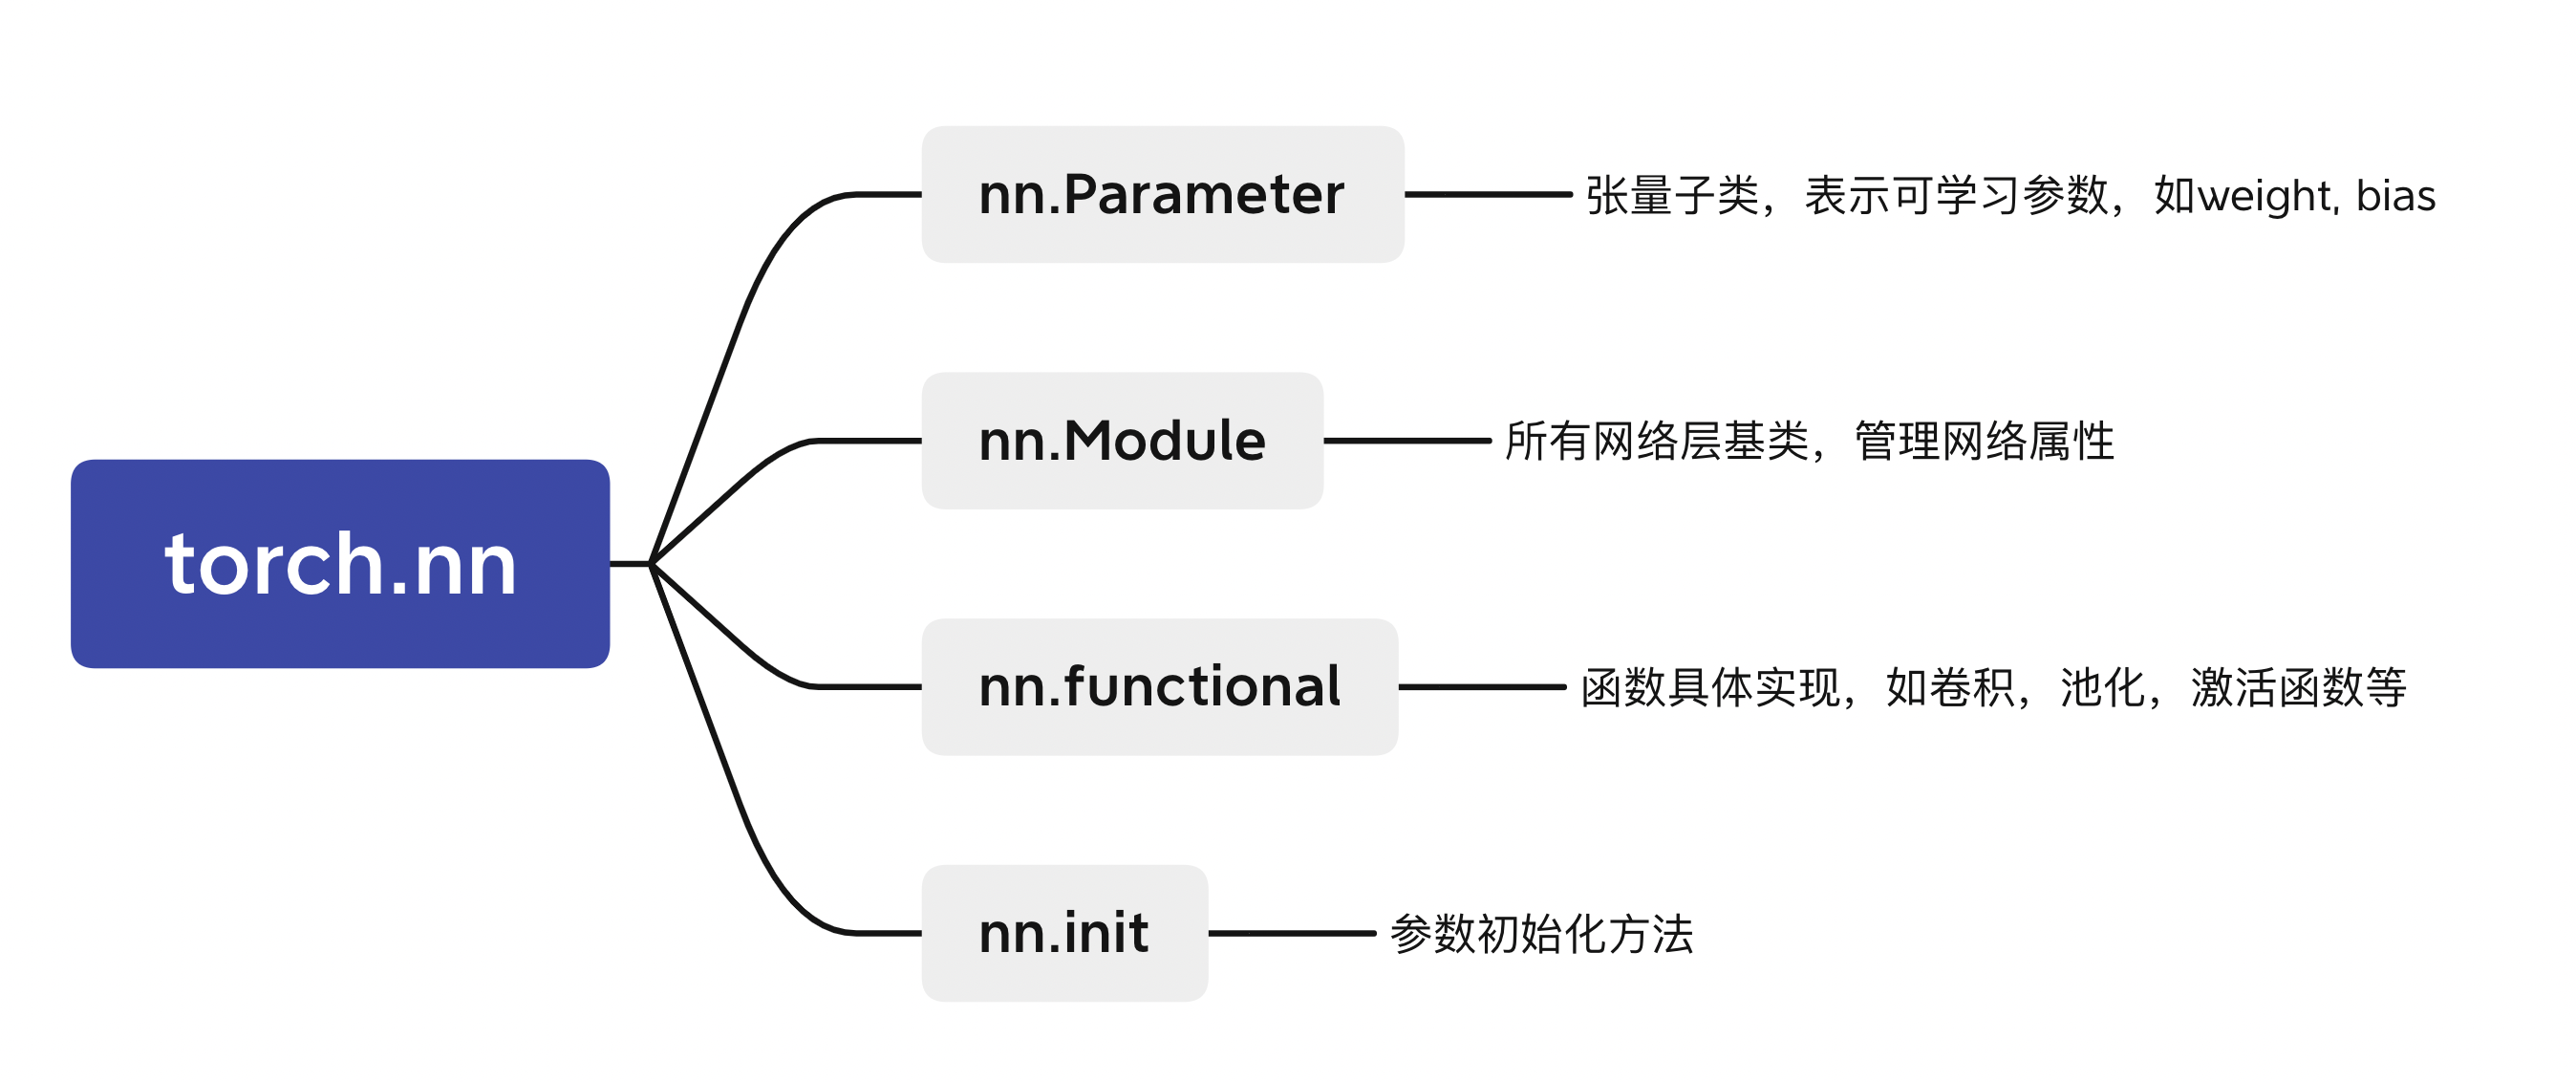 torch.nn
nn.Parameter
张量子类，表示可学习参数，如weight, bias
nn.Module
所有网络层基类，管理网络属性
nn.functional
函数具体实现，如卷积，池化，激活函数等
nn.init
参数初始化方法